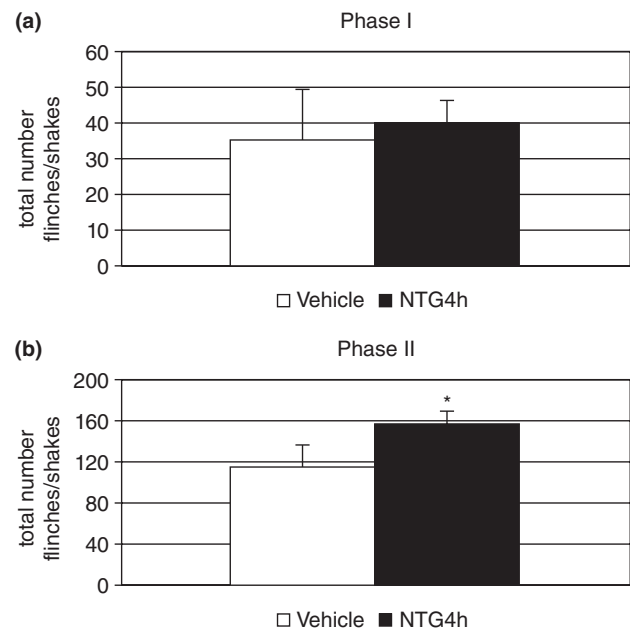 (a)
Phase I
total number
flinches/shakes
60
50
40
30
20
10
0
Vehicle NTG4h
(b)
Phase II
total number
flinches/shakes
200
160
120
80
40
0
*
Vehicle NTG4h